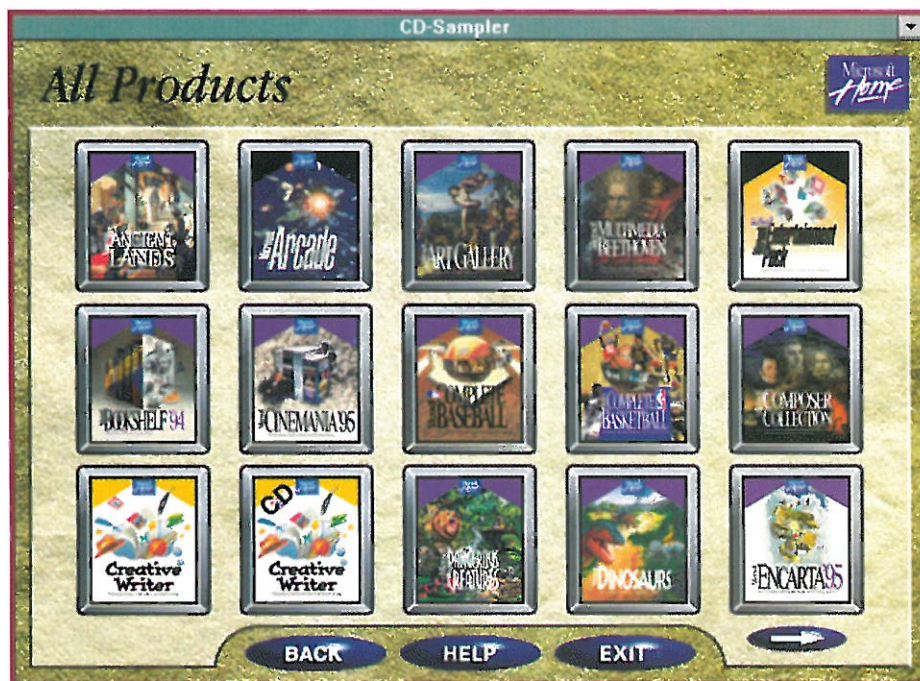 CD-Sampler
All Products
Microsoft
Home
ANCIENT
LANDS
Arcade
ART GALLERY
MULTIMEDIA
BEETHOVEN
Entertainment
Pack
BOOKSHELF '94
CINEMANIA '95
COMPLETE
BASEBALL
COMPLETE
BASKETBALL
COMPOSER
COLLECTION
Creative
Writer
CD
Creative
Writer
DANGEROUS
CREATURES
DINOSAURS
ENCARTA '95
BACK
HELP
EXIT